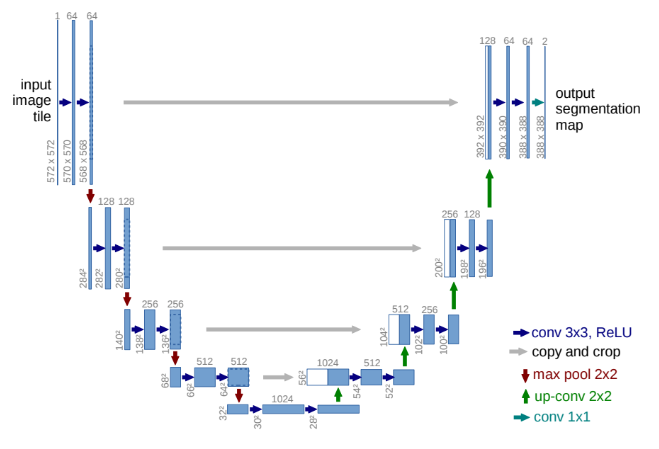 1 64 64
input
image
tile
572 x 572
570 x 570
568 x 568
128 64 64 2
392 x 392
390 x 390
388 x 388
388 x 388
output
segmentation
map
128 128
284²
282²
280²
256 128
200²
198²
196²
256 256
140²
138²
136²
512 256
104²
102²
100²
512 512
68²
66²
64²
1024 512
56²
54²
52²
1024
32²
30²
28²
conv 3x3, ReLU
copy and crop
max pool 2x2
up-conv 2x2
conv 1x1